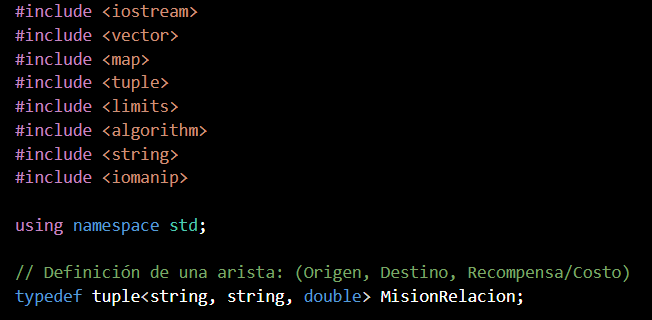 #include <iostream>
#include <vector>
#include <map>
#include <tuple>
#include <limits>
#include <algorithm>
#include <string>
#include <iomanip>
using namespace std;
// Definición de una arista: (Origen, Destino, Recompensa/Costo)
typedef tuple<string, string, double> MisionRelacion;